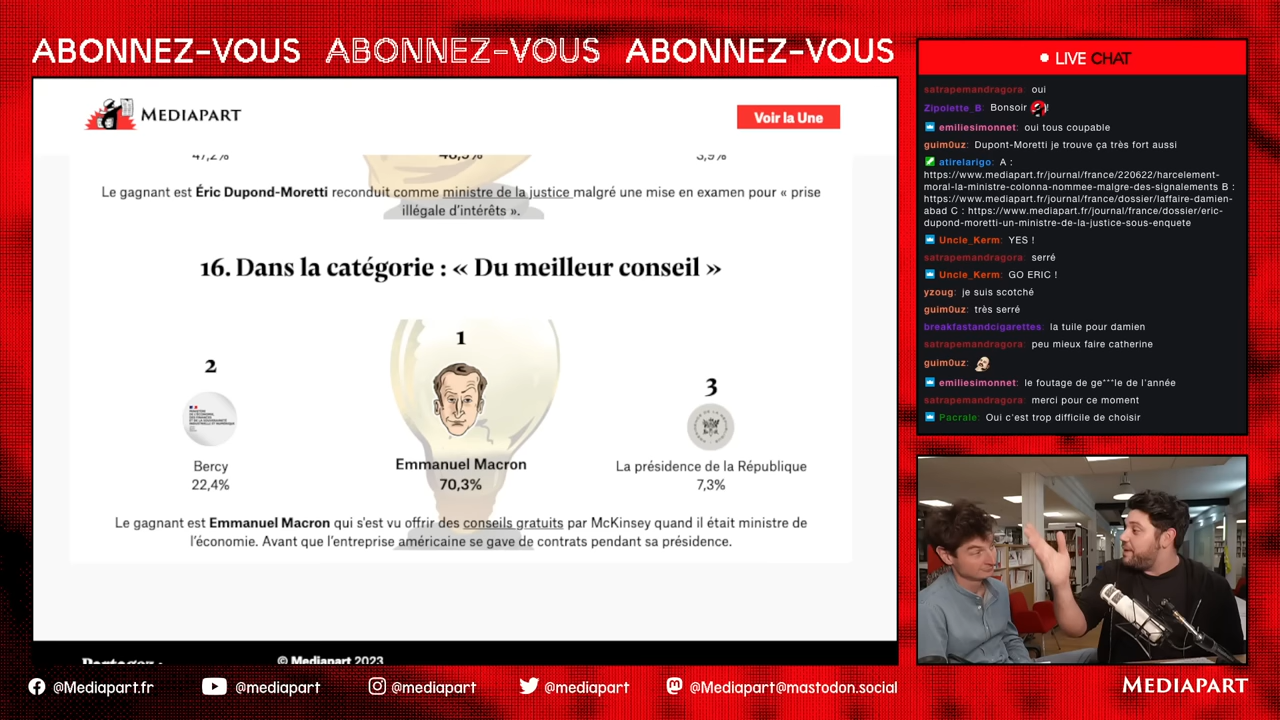 ABONNEZ-VOUS ABONNEZ-VOUS ABONNEZ-VOUS
MEDIAPART
Voir la Une
47,2%
3,9%
Le gagnant est Éric Dupond-Moretti reconduit comme ministre de la justice malgré une mise en examen pour « prise
illégale d'intérêts ».
16. Dans la catégorie : « Du meilleur conseil »
2
1
3
Bercy
22,4%
Emmanuel Macron
70,3%
La présidence de la République
7,3%
Le gagnant est Emmanuel Macron qui s'est vu offrir des conseils gratuits par McKinsey quand il était ministre de
l'économie. Avant que l'entreprise américaine se gave de contrats pendant sa présidence.
Partager :
© Mediapart 2023
LIVE CHAT
satrapemandragora: oui
Zipolette_B: Bonsoir !
emiliesimonnet: oui tous coupable
guim0uz: Dupont-Moretti je trouve ça très fort aussi
atirelarigo: A :
https://www.mediapart.fr/journal/france/220622/harcelement-
moral-la-ministre-colonna-nommee-malgre-des-signalements B :
https://www.mediapart.fr/journal/france/dossier/laffaire-damien-
abad C : https://www.mediapart.fr/journal/france/dossier/eric-
dupond-moretti-un-ministre-de-la-justice-sous-enquete
Uncle_Kerm: YES !
satrapemandragora: serré
Uncle_Kerm: GO ERIC !
yzoug: je suis scotché
guim0uz: très serré
breakfastandcigarettes: la tuile pour damien
satrapemandragora: peu mieux faire catherine
guim0uz:
emiliesimonnet: le foutage de ge***le de l'année
satrapemandragora: merci pour ce moment
Pacrale: Oui c'est trop difficile de choisir
@Mediapart.fr @mediapart @mediapart @mediapart @Mediapart@mastodon.social
MEDIAPART